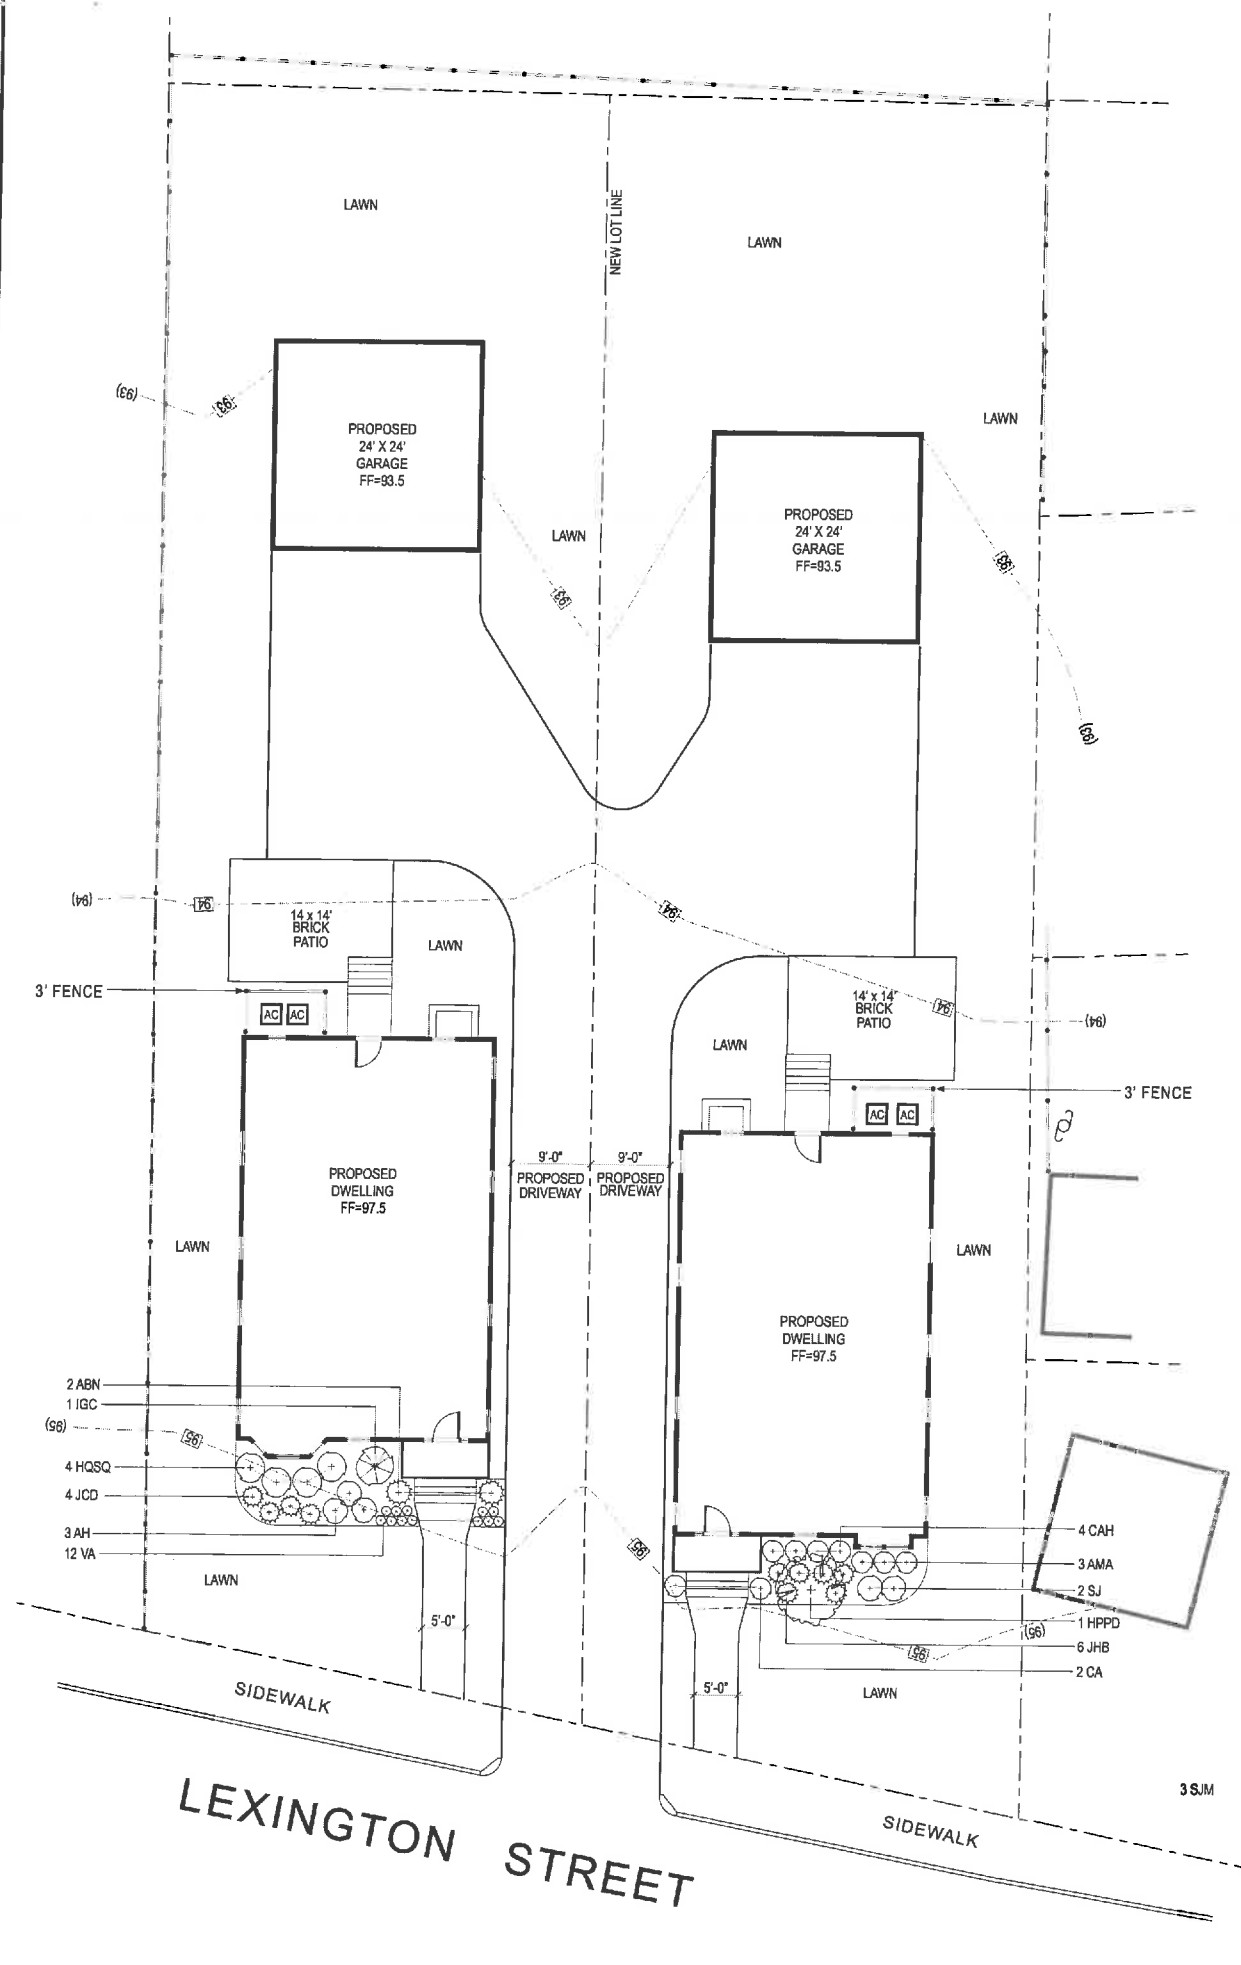 NEW LOT LINE
LAWN
LAWN
(93)
(93)
PROPOSED
24' X 24'
GARAGE
FF=93.5
LAWN
LAWN
PROPOSED
24' X 24'
GARAGE
FF=93.5
(93)
(93)
(93)
(94)
94
14 x 14'
BRICK
PATIO
LAWN
94
3' FENCE
AC AC
14' x 14'
BRICK
PATIO
94
(94)
LAWN
3' FENCE
AC AC
9'-0" 9'-0"
PROPOSED
DRIVEWAY
PROPOSED
DRIVEWAY
PROPOSED
DWELLING
FF=97.5
LAWN
LAWN
PROPOSED
DWELLING
FF=97.5
2 ABN
1 IGC
(95)
95
4 HQSQ
4 JCD
3 AH
12 VA
LAWN
5'-0"
95
4 CAH
3 AMA
2 SJ
1 HPPD
(95)
6 JHB
95
2 CA
5'-0"
LAWN
SIDEWALK
3 SJM
SIDEWALK
LEXINGTON STREET